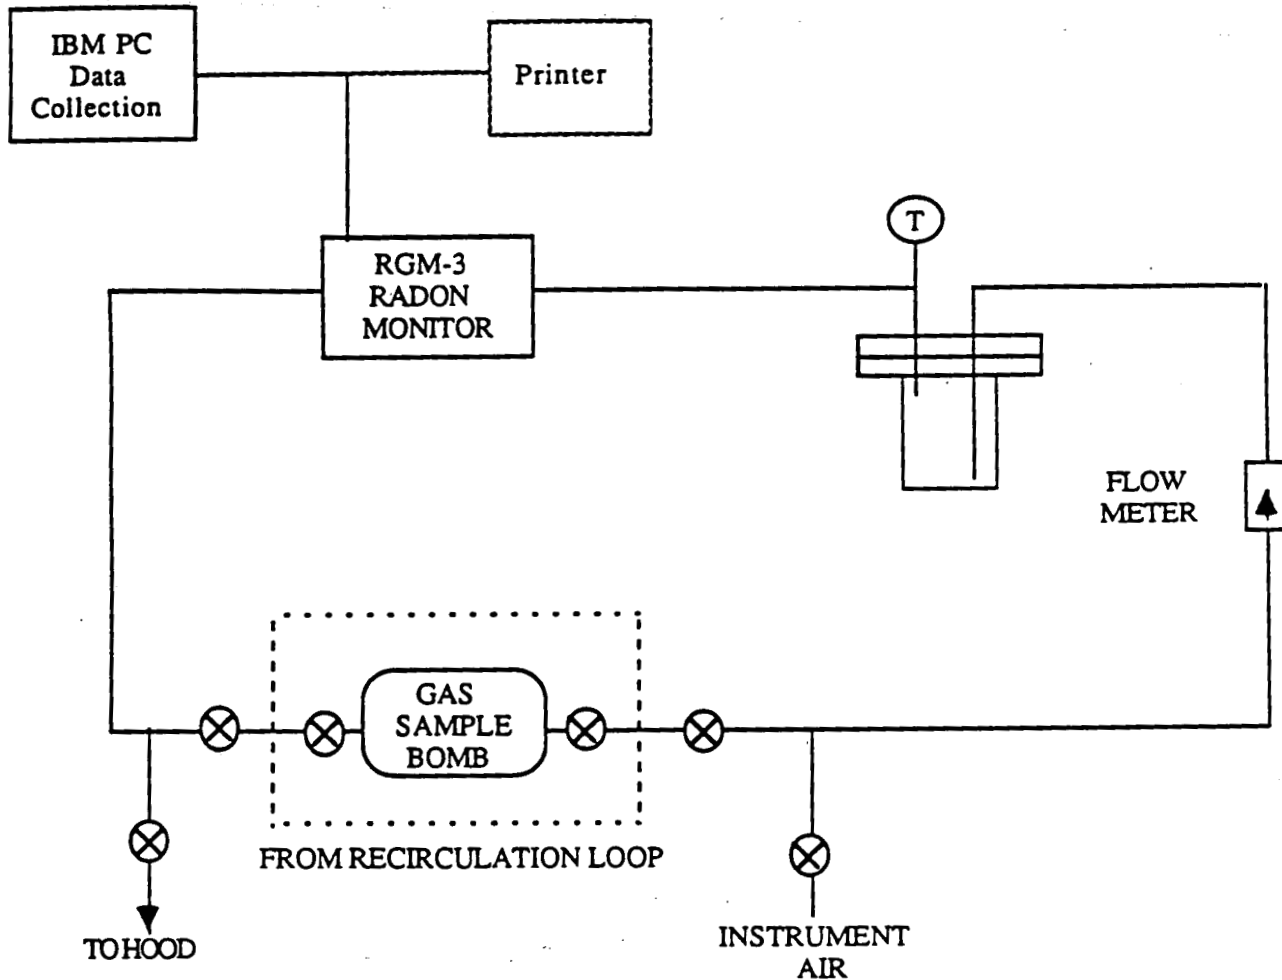 IBM PC
Data
Collection
Printer
T
RGM-3
RADON
MONITOR
FLOW
METER
GAS
SAMPLE
BOMB
FROM RECIRCULATION LOOP
TO HOOD
INSTRUMENT
AIR